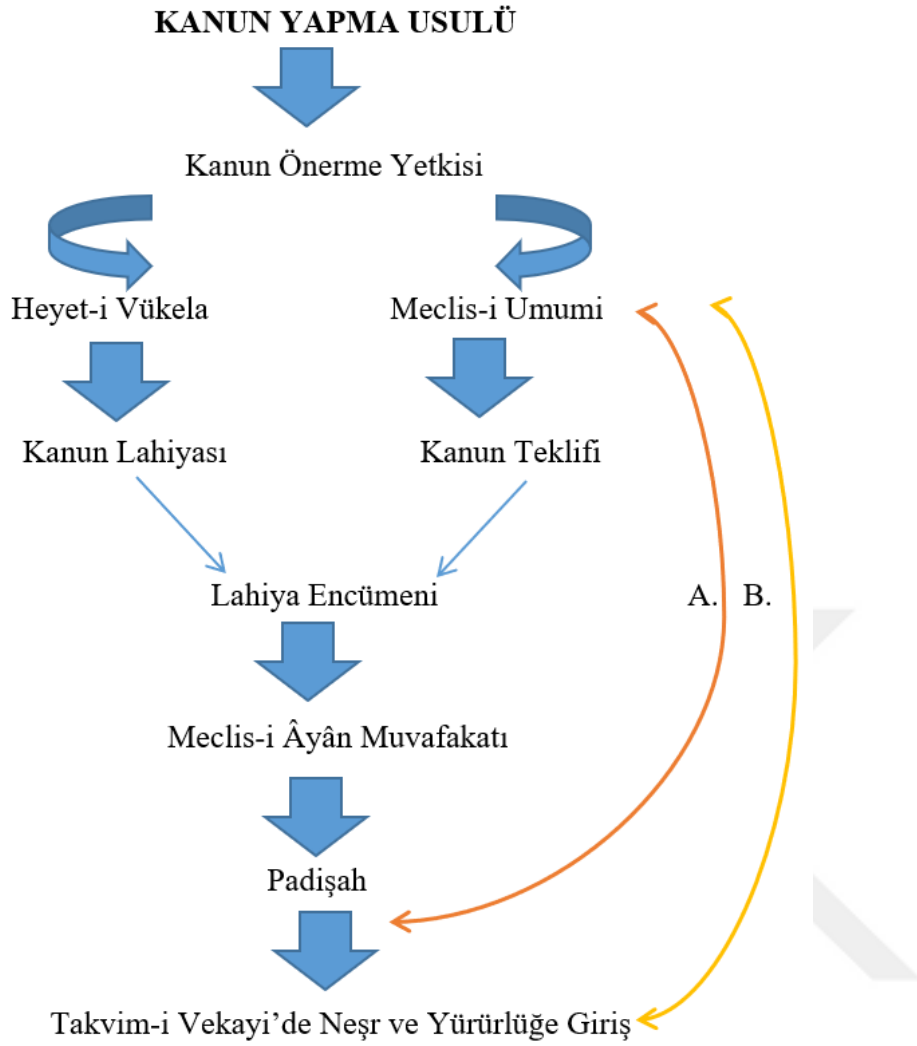 KANUN YAPMA USULÜ
Kanun Önerme Yetkisi
Heyet-i Vükela
Meclis-i Umumi
Kanun Lahiyası
Kanun Teklifi
Lahiya Encümeni
A. B.
Meclis-i Âyân Muvafakatı
Padişah
Takvim-i Vekayi’de Neşr ve Yürürlüğe Giriş